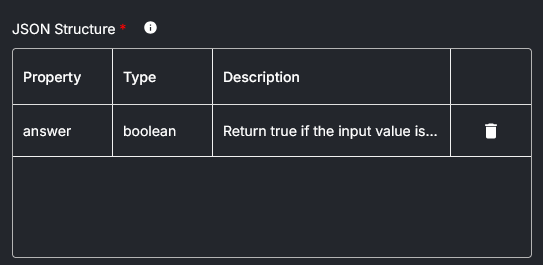 JSON Structure *
Property Type Description
answer boolean Return true if the input value is...